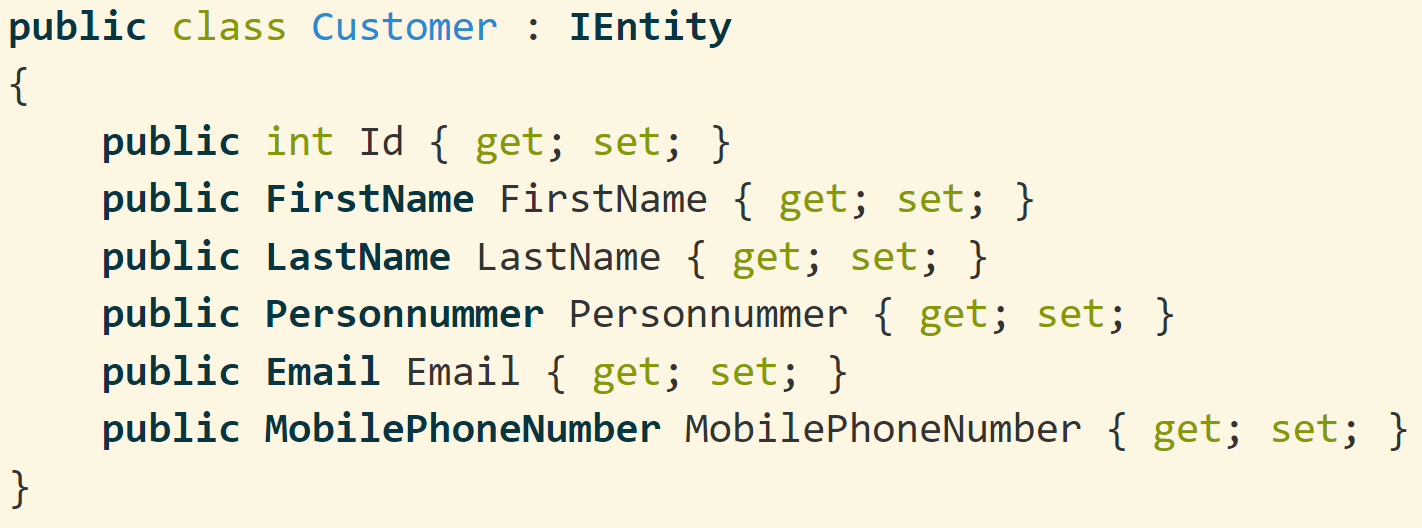 public class Customer : IEntity
{
    public int Id { get; set; }
    public FirstName FirstName { get; set; }
    public LastName LastName { get; set; }
    public Personnummer Personnummer { get; set; }
    public Email Email { get; set; }
    public MobilePhoneNumber MobilePhoneNumber { get; set; }
}